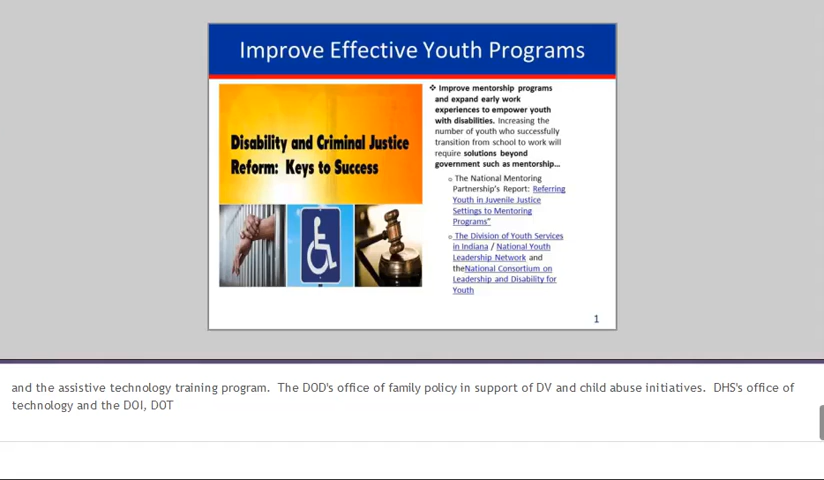 Improve Effective Youth Programs
Disability and Criminal Justice
Reform: Keys to Success
❖ Improve mentorship programs
and expand early work
experiences to empower youth
with disabilities. Increasing the
number of youth who successfully
transition from school to work will
require solutions beyond
government such as mentorship…
o The National Mentoring
Partnership's Report: Referring
Youth in Juvenile Justice
Settings to Mentoring
Programs"
o The Division of Youth Services
in Indiana / National Youth
Leadership Network and
theNational Consortium on
Leadership and Disability for
Youth
1
and the assistive technology training program.  The DOD's office of family policy in support of DV and child abuse initiatives.  DHS's office of
technology and the DOI, DOT